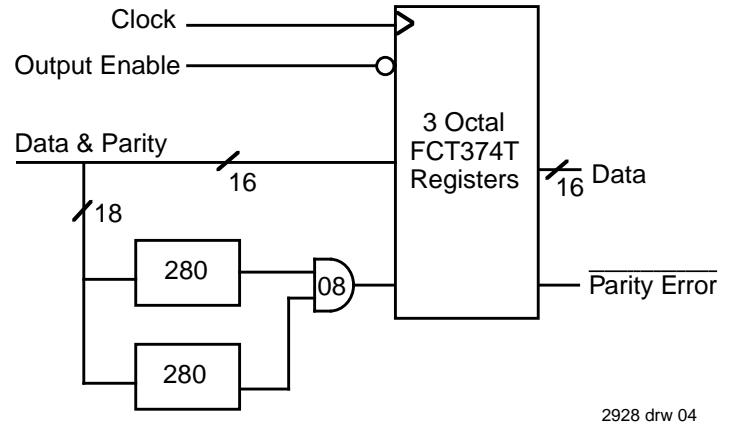 Clock
Output Enable
Data & Parity
16
18
3 Octal
FCT374T
Registers
16
Data
280
08
Parity Error
280
2928 drw 04